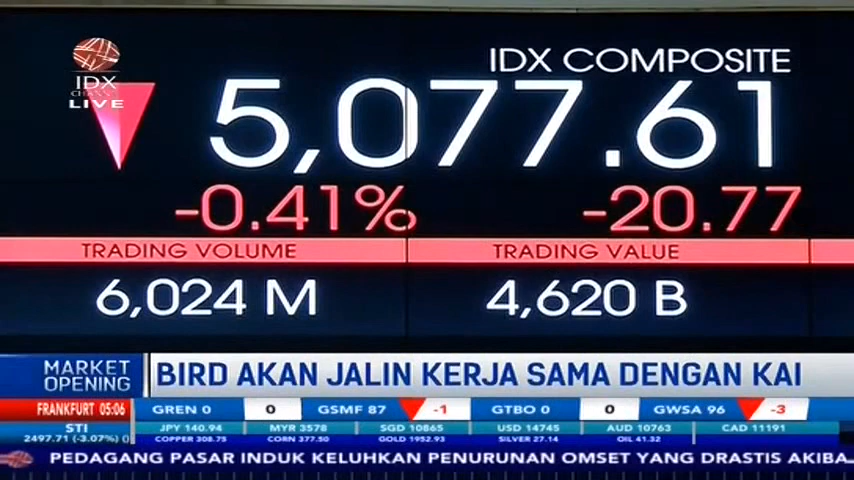 IDX COMPOSITE
IDX
CHANNEL
LIVE
5,077.61
-0.41% -20.77
TRADING VOLUME TRADING VALUE
6,024 M 4,620 B
MARKET OPENING
BIRD AKAN JALIN KERJA SAMA DENGAN KAI
FRANKFURT 05:06
GREN 0 0 GSMF 87 -1 GTBO 0 0 GWSA 96 -3
STI JPY 140.94 MYR 3578 SGD 10865 USD 14745 AUD 10763 CAD 11191
2497.71 (-3.07%) COPPER 308.75 CORN 377.50 GOLD 1952.93 SILVER 27.14 OIL 41.32
PEDAGANG PASAR INDUK KELUHKAN PENURUNAN OMSET YANG DRASTIS AKIBA